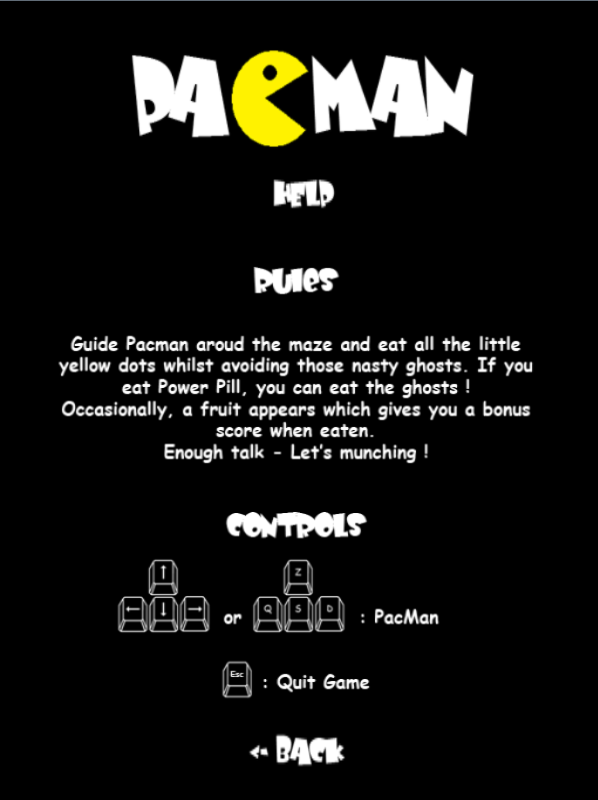 PACMAN
HELP
Rules
Guide Pacman aroud the maze and eat all the little
yellow dots whilst avoiding those nasty ghosts. If you
eat Power Pill, you can eat the ghosts !
Occasionally, a fruit appears which gives you a bonus
score when eaten.
Enough talk - Let's munching !
CONTROLS
↑ Z
← ↓ → or Q S D : PacMan
Esc : Quit Game
<- BACK